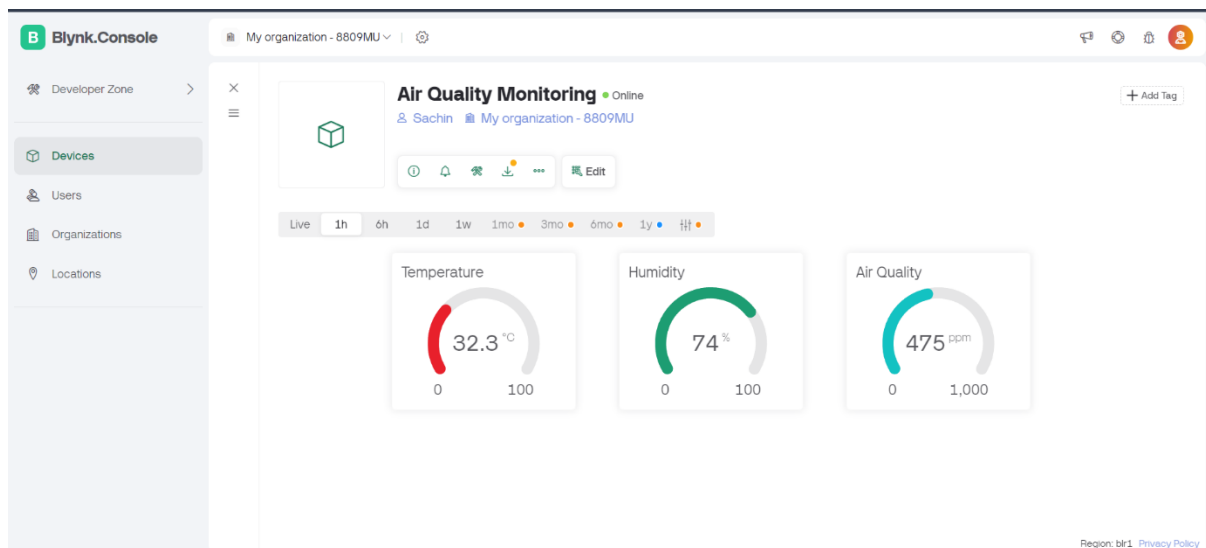 B Blynk.Console
My organization - 8809MU
Developer Zone
Devices
Users
Organizations
Locations
Air Quality Monitoring Online
Sachin My organization - 8809MU
Add Tag
Edit
Live 1h 6h 1d 1w 1mo 3mo 6mo 1y
Temperature
32.3 °C
0 100
Humidity
74 %
0 100
Air Quality
475 ppm
0 1,000
Region: blr1 Privacy Policy